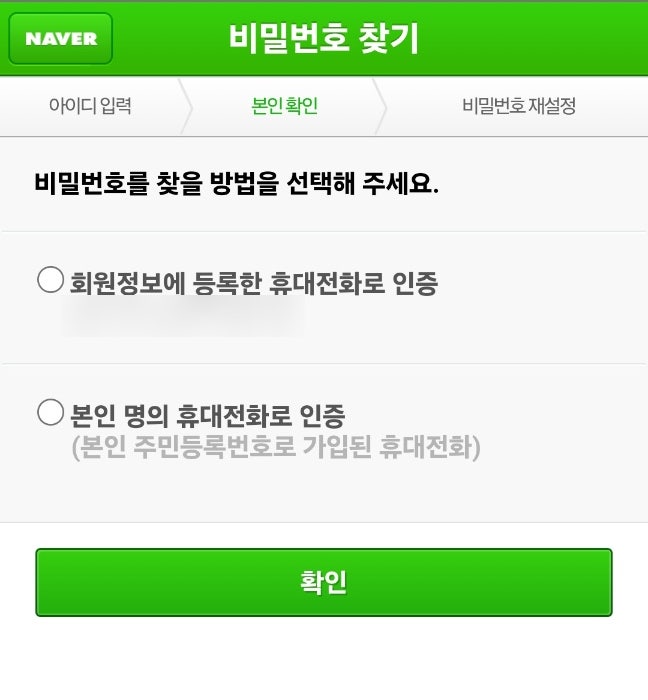 NAVER
비밀번호 찾기
아이디 입력
본인 확인
비밀번호 재설정
비밀번호를 찾을 방법을 선택해 주세요.
회원정보에 등록한 휴대전화로 인증
본인 명의 휴대전화로 인증
(본인 주민등록번호로 가입된 휴대전화)
확인